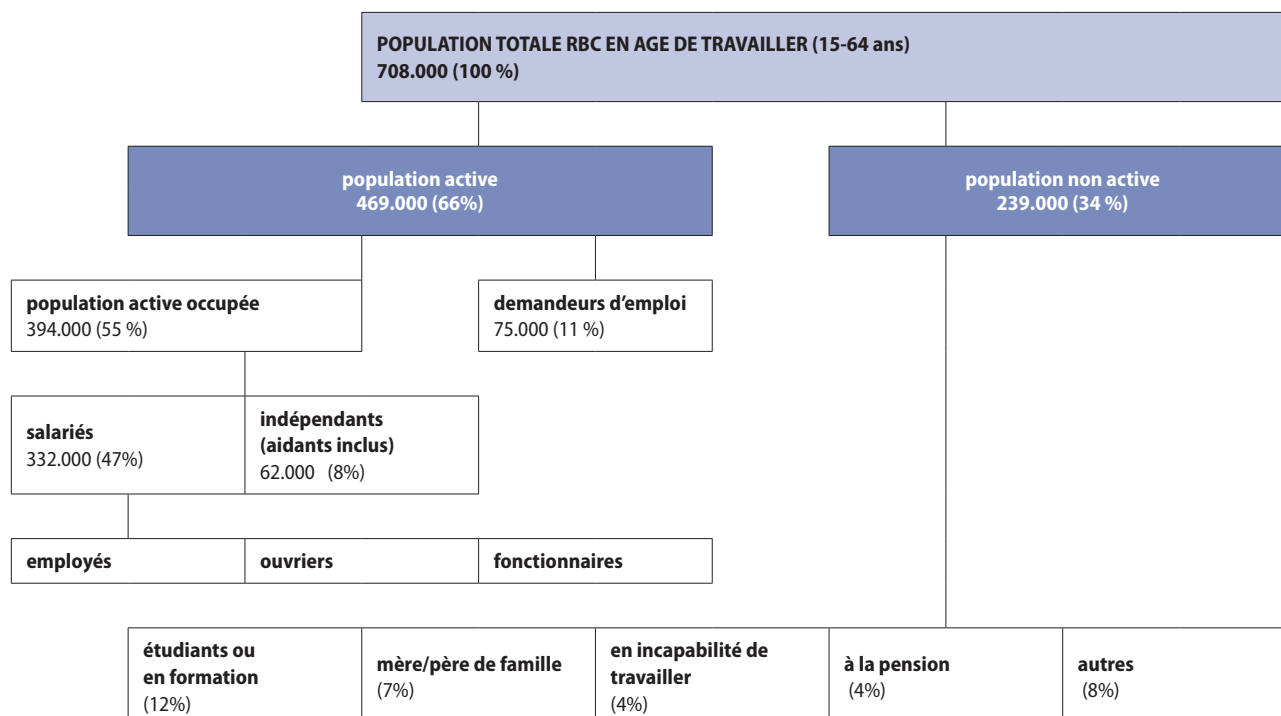 POPULATION TOTALE RBC EN AGE DE TRAVAILLER (15-64 ans)
708.000 (100 %)
population active
469.000 (66%)
population non active
239.000 (34 %)
population active occupée
394.000 (55 %)
demandeurs d’emploi
75.000 (11 %)
salariés
332.000 (47%)
indépendants
(aidants inclus)
62.000 (8%)
employés
ouvriers
fonctionnaires
étudiants ou
en formation
(12%)
mère/père de famille
(7%)
en incapabilité de
travailler
(4%)
à la pension
(4%)
autres
(8%)